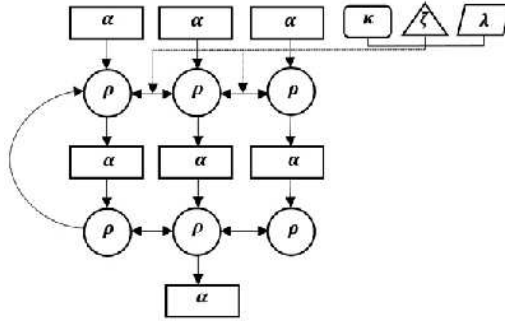 α α α κ ζ λ
ρ ρ ρ
α α α
ρ ρ ρ
α